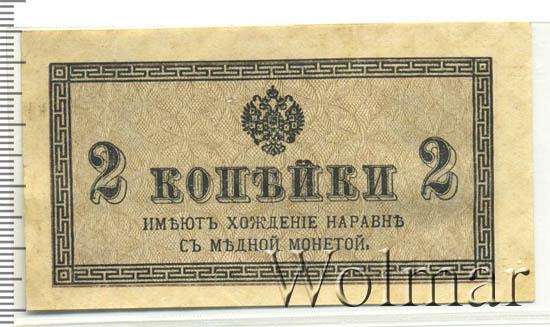 2 КОПѢЙКИ 2
ИМѢЮТЪ ХОЖДЕНІЕ НАРАВНѢ
СЪ МѢДНОЙ МОНЕТОЙ.
Wolmar